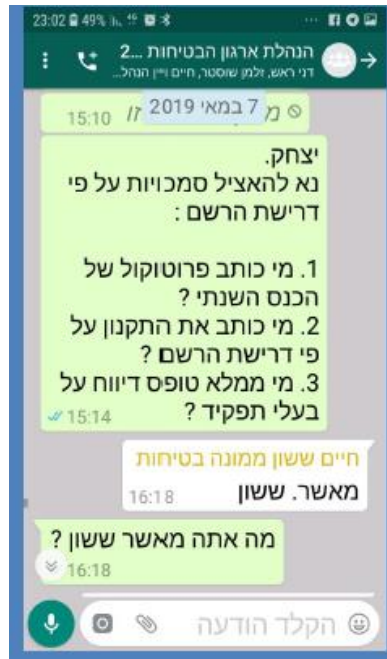 23:02 49%
הנהלת ארגון הבטיחות ...2
דני ראש, זלמן שוסטר, חיים ויין הנהל...
7 במאי 2019
15:10
יצחק.
נא להאציל סמכויות על פי
דרישת הרשם :
1. מי כותב פרוטוקול של
הכנס השנתי ?
2. מי כותב את התקנון על
פי דרישת הרשם ?
3. מי ממלא טופס דיווח על
בעלי תפקיד ?
15:14
חיים ששון ממונה בטיחות
מאשר. ששון
16:18
מה אתה מאשר ששון ?
16:18
הקלד הודעה